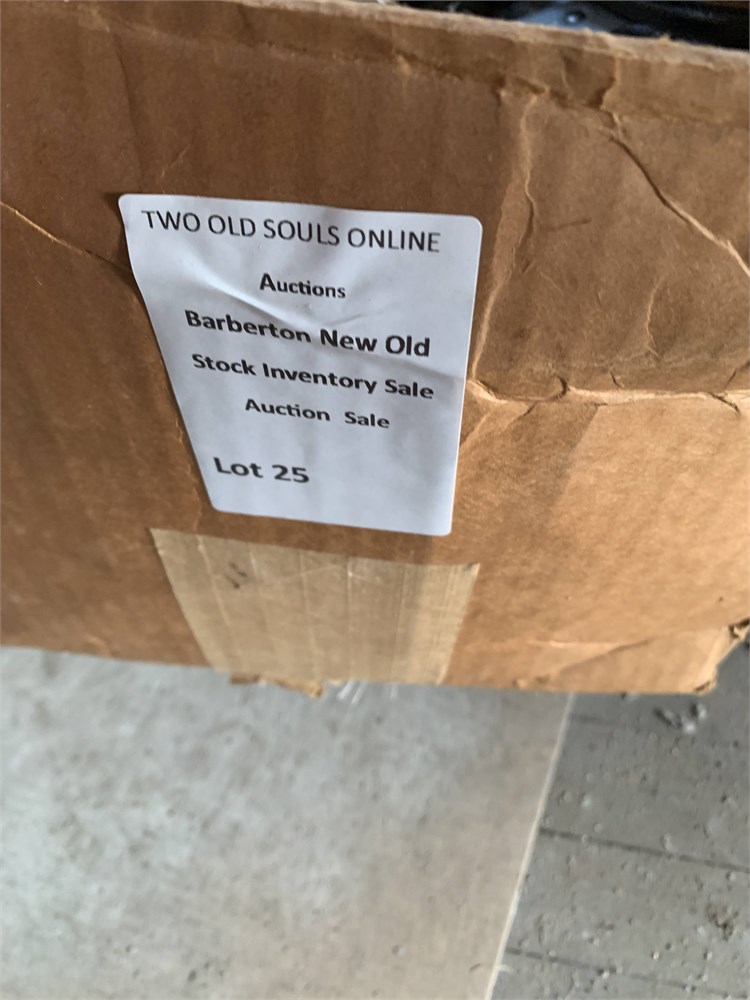 TWO OLD SOULS ONLINE
Auctions
Barberton New Old
Stock Inventory Sale
Auction Sale
Lot 25